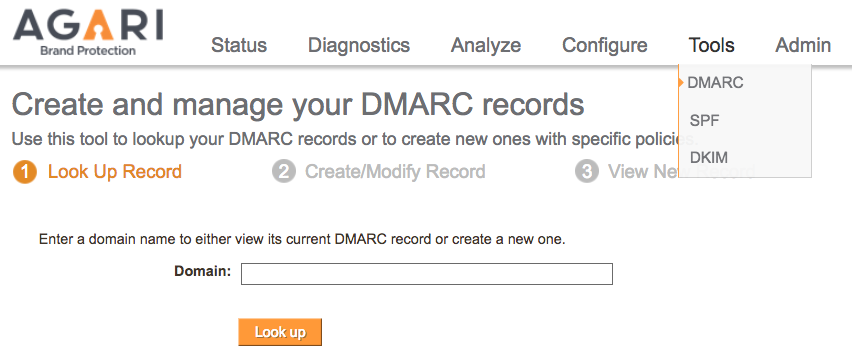 AGARI
Brand Protection
Status Diagnostics Analyze Configure Tools Admin
DMARC
SPF
DKIM
Create and manage your DMARC records
Use this tool to lookup your DMARC records or to create new ones with specific policies
1 Look Up Record 2 Create/Modify Record 3 View New Record
Enter a domain name to either view its current DMARC record or create a new one.
Domain:
Look up